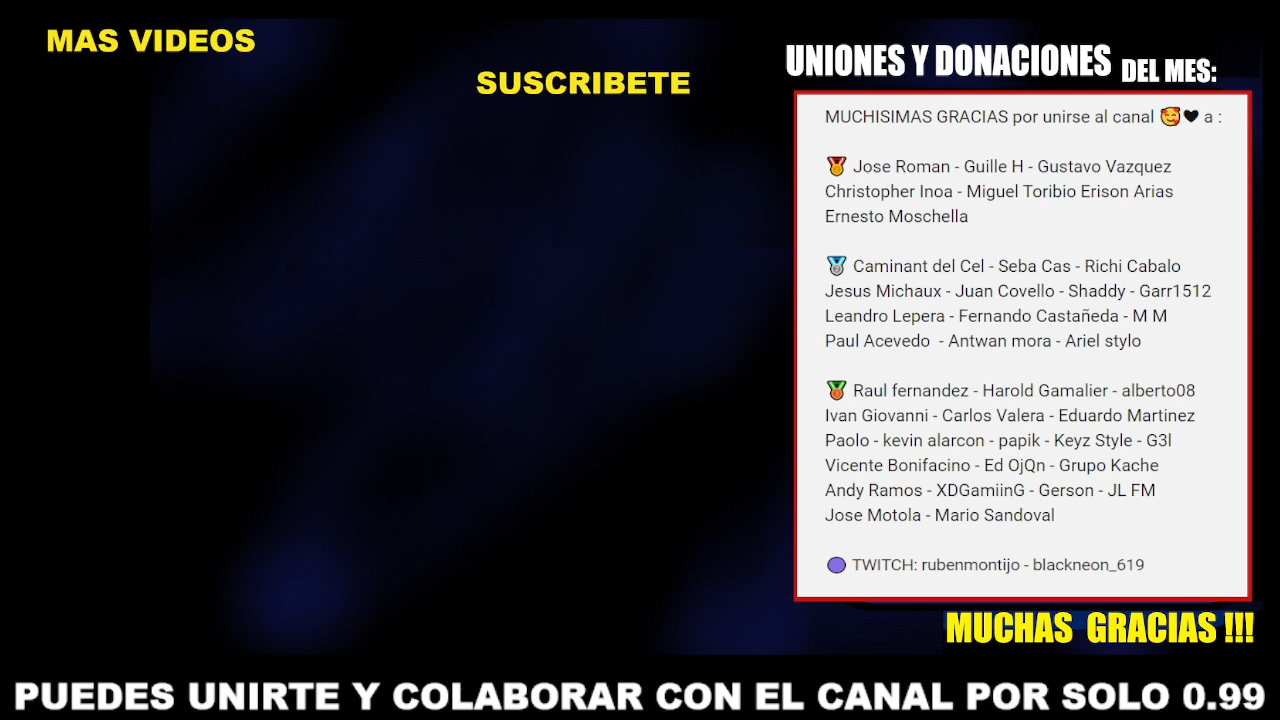 MAS VIDEOS
SUSCRIBETE
UNIONES Y DONACIONES DEL MES:
MUCHISIMAS GRACIAS por unirse al canal 🥰🖤 a :
🥇 Jose Roman - Guille H - Gustavo Vazquez
Christopher Inoa - Miguel Toribio Erison Arias
Ernesto Moschella
🥈 Caminant del Cel - Seba Cas - Richi Cabalo
Jesus Michaux - Juan Covello - Shaddy - Garr1512
Leandro Lepera - Fernando Castañeda - M M
Paul Acevedo  - Antwan mora - Ariel stylo
🥉 Raul fernandez - Harold Gamalier - alberto08
Ivan Giovanni - Carlos Valera - Eduardo Martinez
Paolo - kevin alarcon - papik - Keyz Style - G3l
Vicente Bonifacino - Ed OjQn - Grupo Kache
Andy Ramos - XDGamiinG - Gerson - JL FM
Jose Motola - Mario Sandoval
🟣 TWITCH: rubenmontijo - blackneon_619
MUCHAS GRACIAS !!!
PUEDES UNIRTE Y COLABORAR CON EL CANAL POR SOLO 0.99